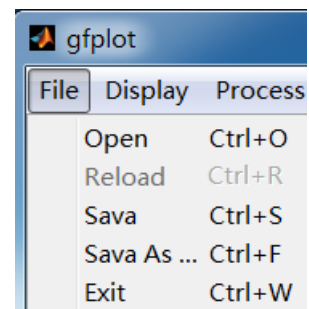 gfplot
File Display Process
Open Ctrl+O
Reload Ctrl+R
Sava Ctrl+S
Sava As ... Ctrl+F
Exit Ctrl+W